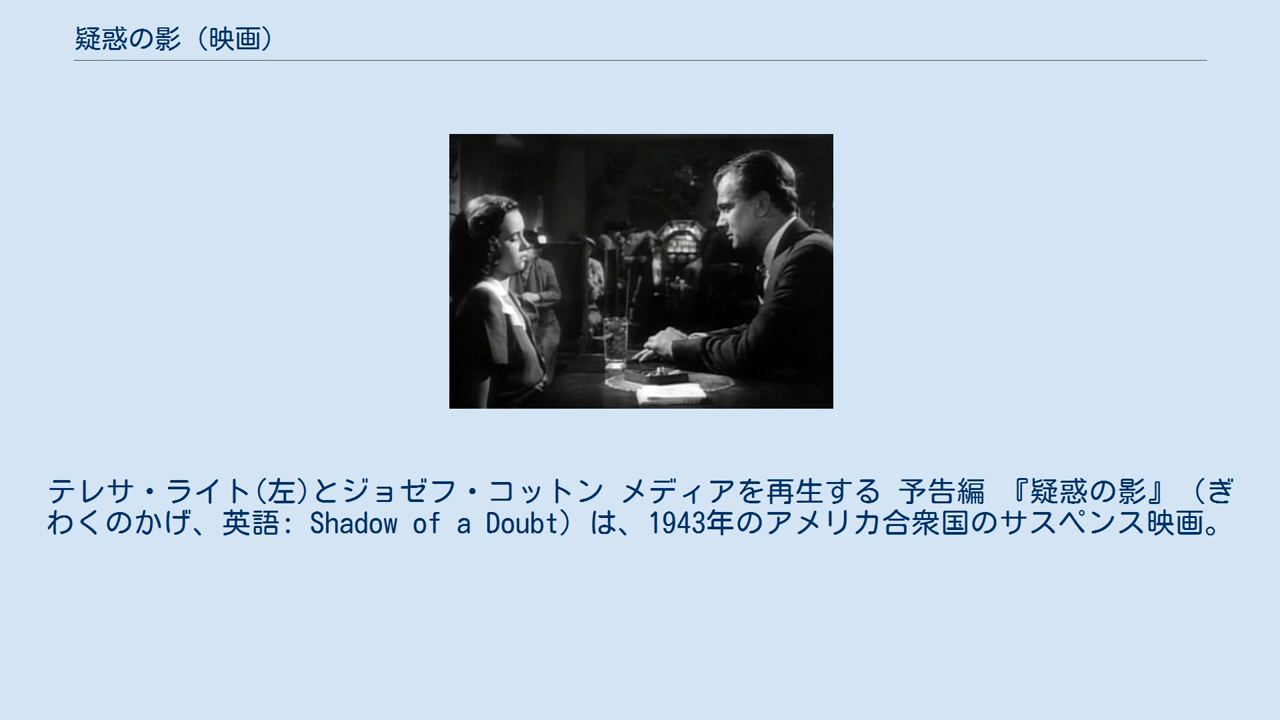 疑惑の影（映画）
テレサ・ライト(左)とジョゼフ・コットン メディアを再生する 予告編 『疑惑の影』（ぎ
わくのかげ、英語: Shadow of a Doubt）は、1943年のアメリカ合衆国のサスペンス映画。